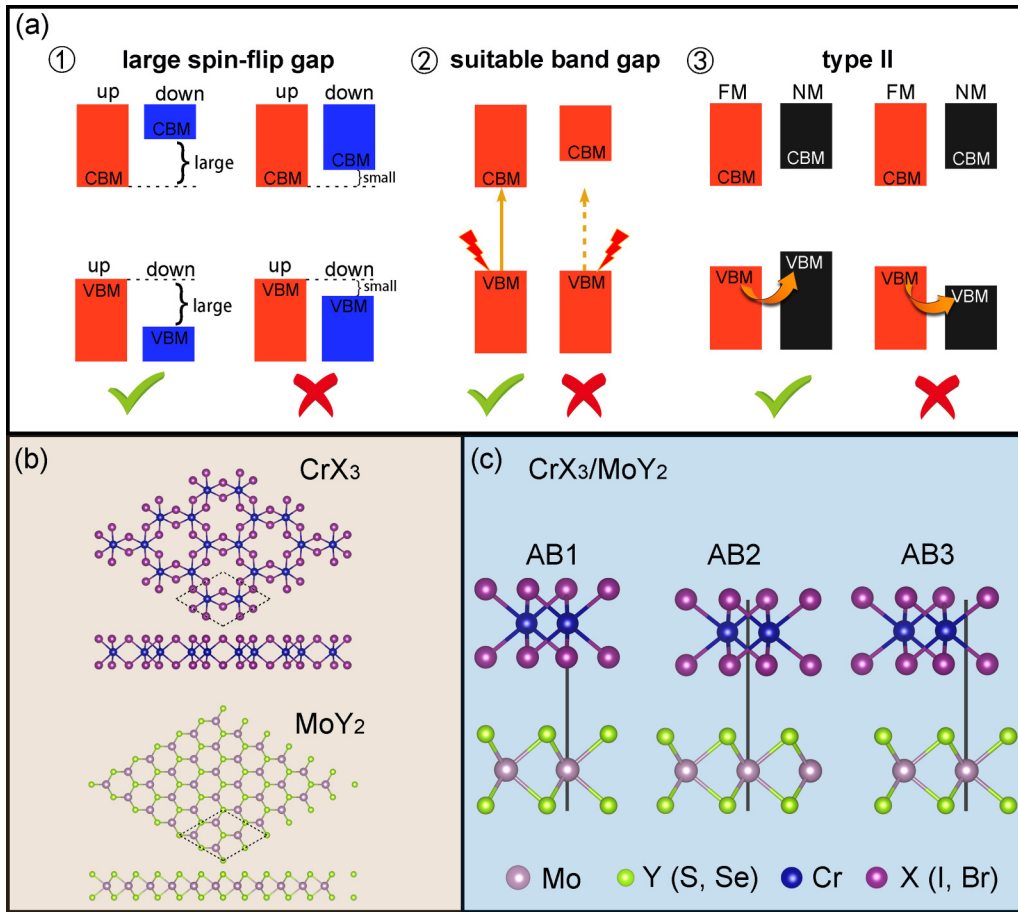 (a)
① large spin-flip gap
② suitable band gap
③ type II
up down up down
CBM CBM large CBM CBM small
up down up down
VBM VBM large VBM VBM small
CBM CBM
VBM VBM
FM NM FM NM
CBM CBM CBM CBM
VBM VBM VBM VBM
(b)
CrX3
MoY2
(c) CrX3/MoY2
AB1 AB2 AB3
Mo Y (S, Se) Cr X (I, Br)